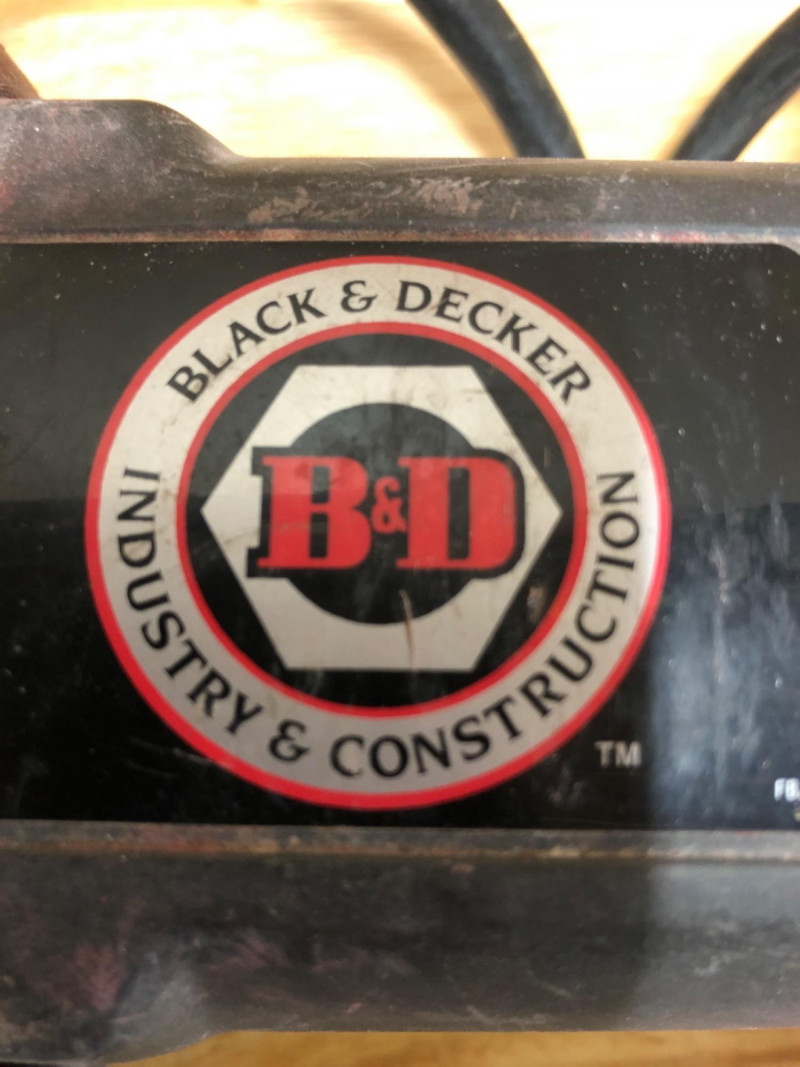 BLACK & DECKER
B&D
INDUSTRY & CONSTRUCTION
TM